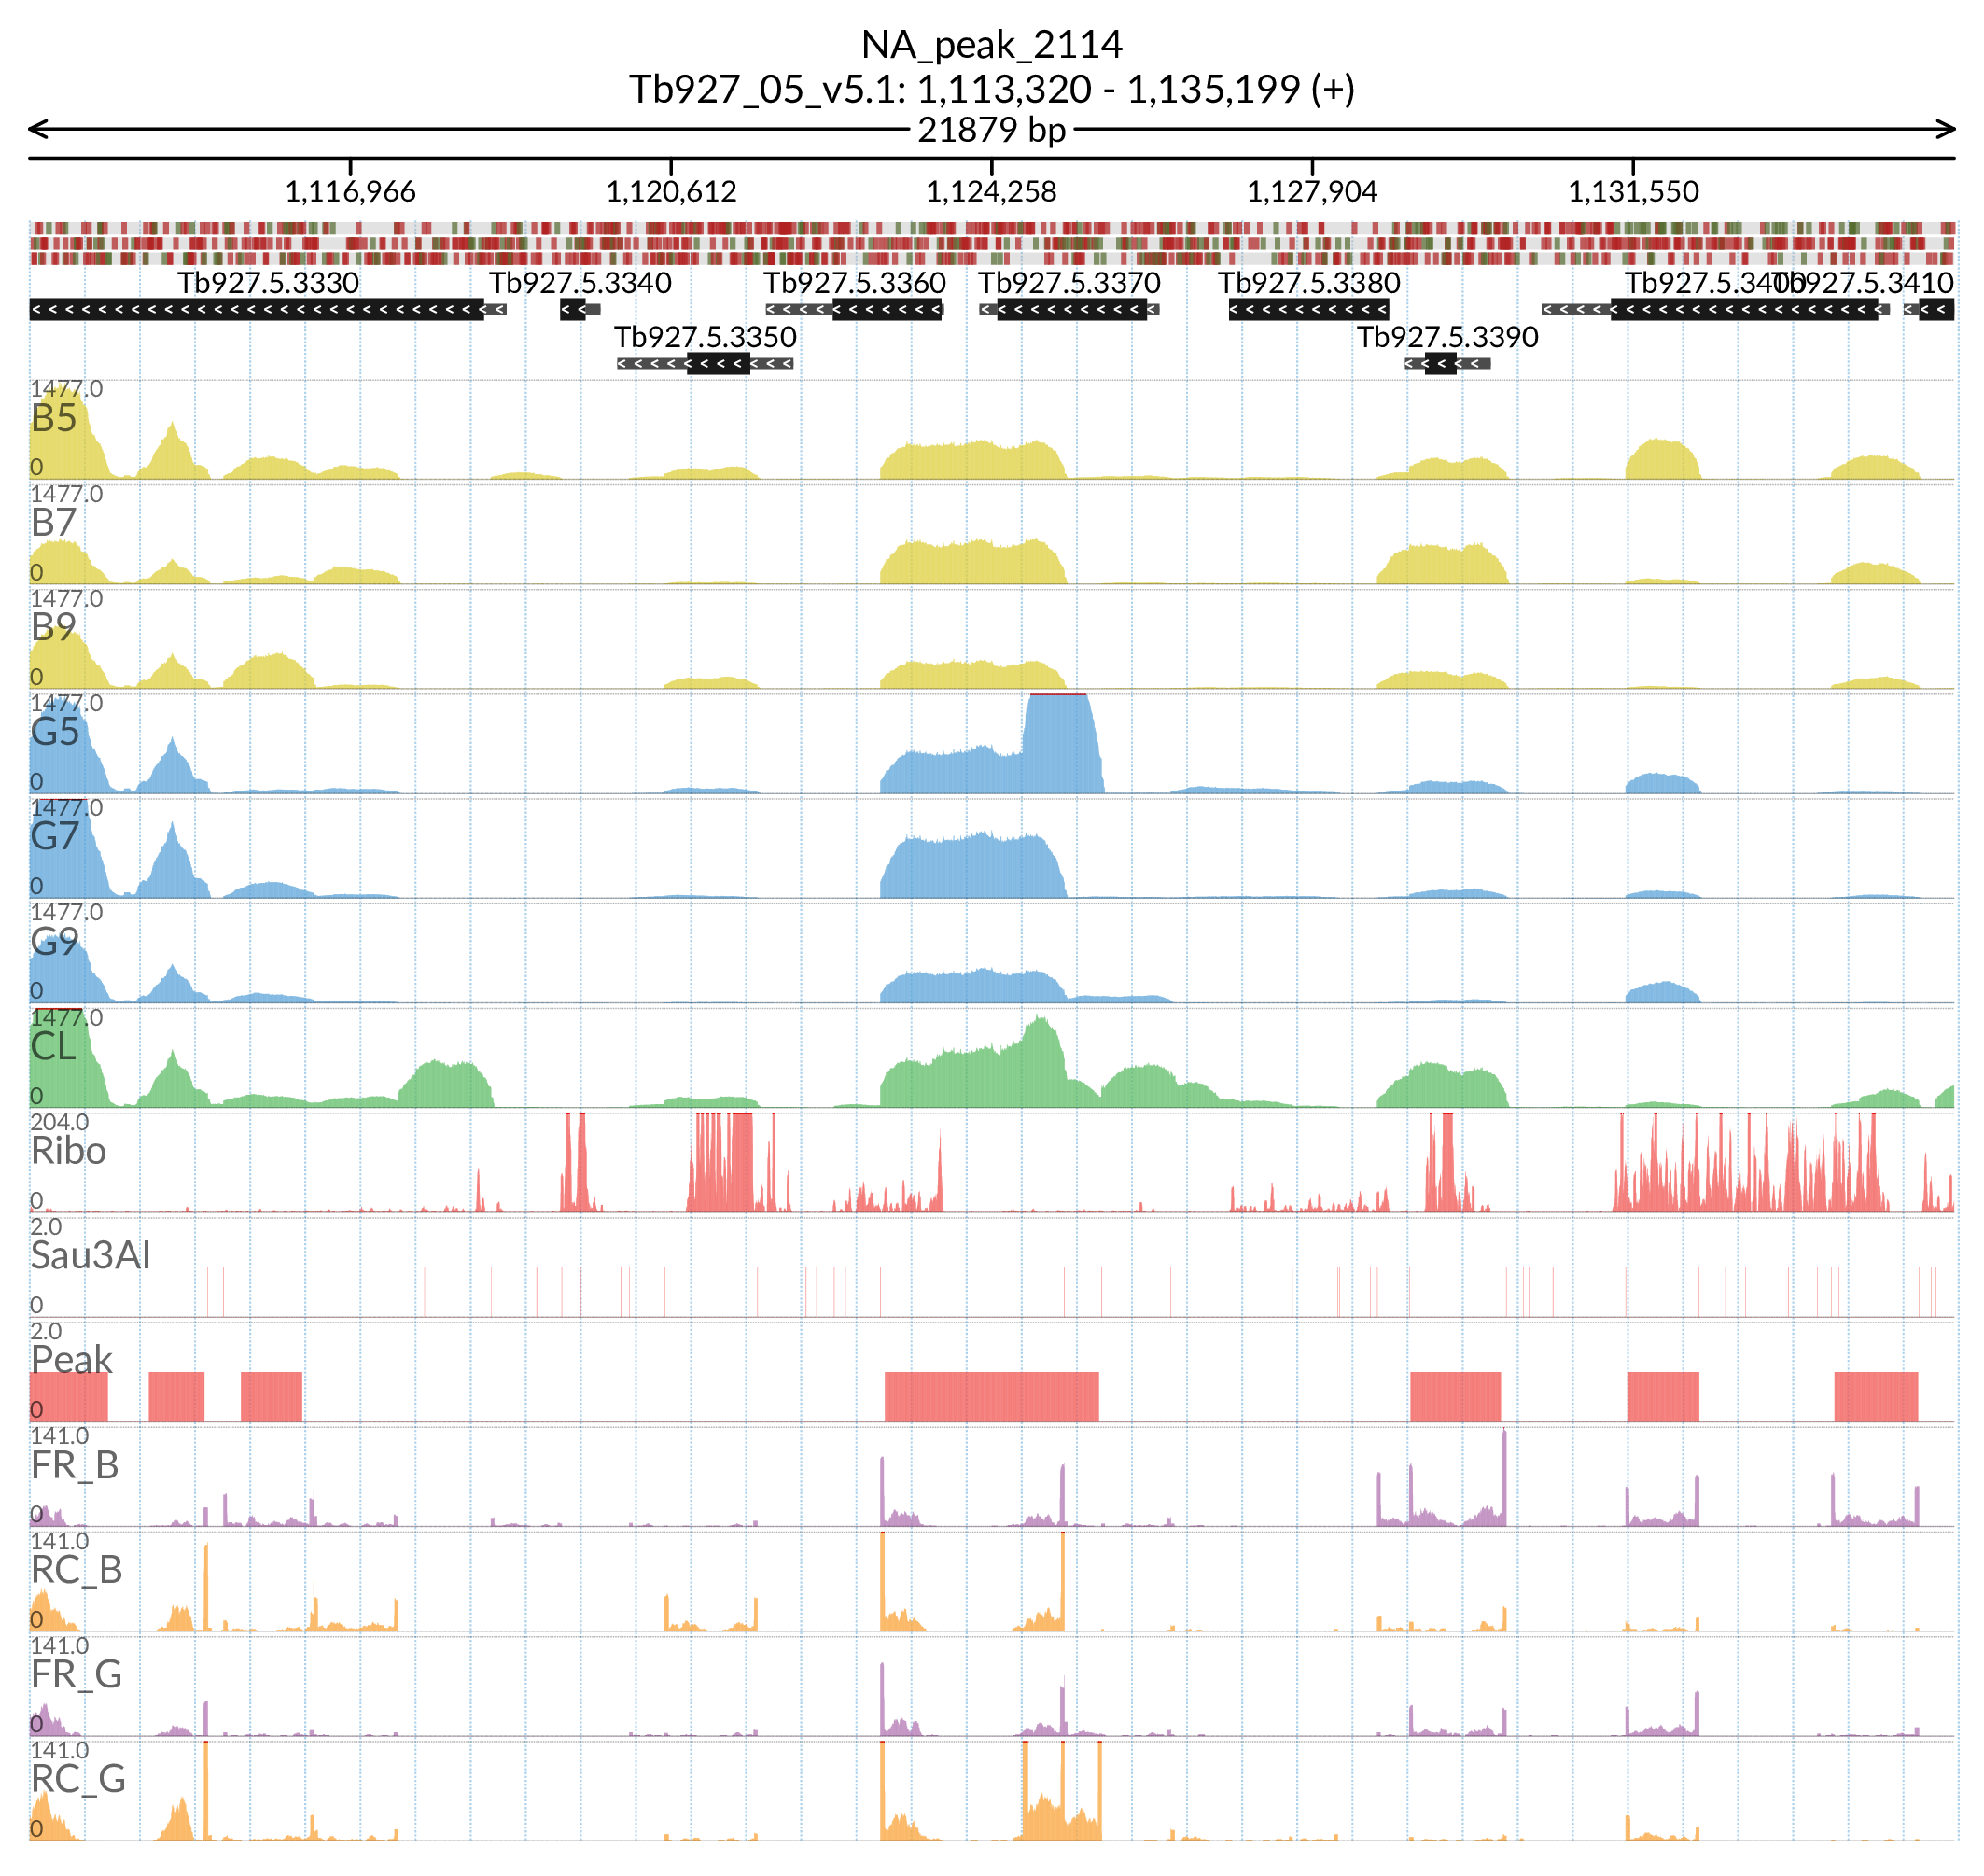 NA_peak_2114
Tb927_05_v5.1: 1,113,320 - 1,135,199 (+)
21879 bp
1,116,966 1,120,612 1,124,258 1,127,904 1,131,550
Tb927.5.3330 Tb927.5.3340 Tb927.5.3360 Tb927.5.3370 Tb927.5.3380 Tb927.5.3400 Tb927.5.3410
Tb927.5.3350 Tb927.5.3390
1477.0
B5
0
1477.0
B7
0
1477.0
B9
0
1477.0
G5
0
1477.0
G7
0
1477.0
G9
0
1477.0
CL
0
204.0
Ribo
0
2.0
Sau3AI
0
2.0
Peak
0
141.0
FR_B
0
141.0
RC_B
0
141.0
FR_G
0
141.0
RC_G
0